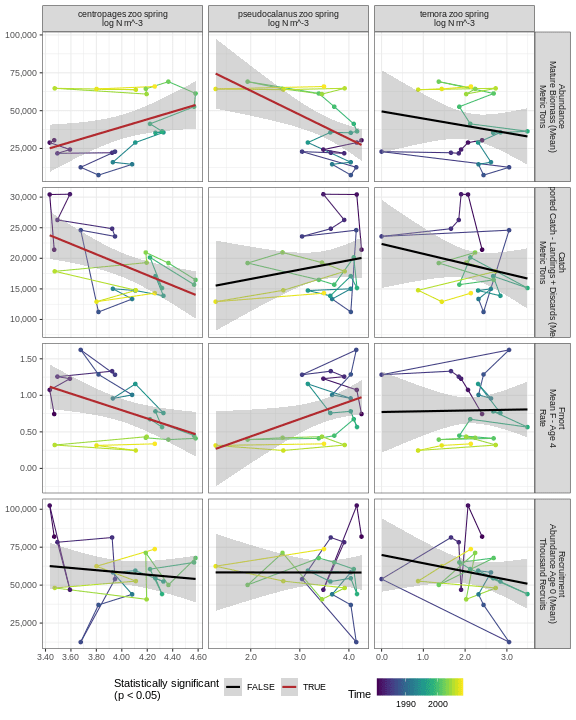 centropages zoo spring
log N m^-3
pseudocalanus zoo spring
log N m^-3
temora zoo spring
log N m^-3
100,000
75,000
50,000
25,000
Abundance
Mature Biomass (Mean)
Metric Tons
30,000
25,000
20,000
15,000
10,000
Catch
ported Catch - Landings + Discards (Me
Metric Tons
1.50
1.00
0.50
0.00
Fmort
Mean F - Age 4
Rate
100,000
75,000
50,000
25,000
Recruitment
Abundance Age 0 (Mean)
Thousand Recruits
3.40 3.60 3.80 4.00 4.20 4.40 4.60
2.0 3.0 4.0
0.0 1.0 2.0 3.0
Statistically significant
(p < 0.05)
FALSE
TRUE
Time
1990 2000